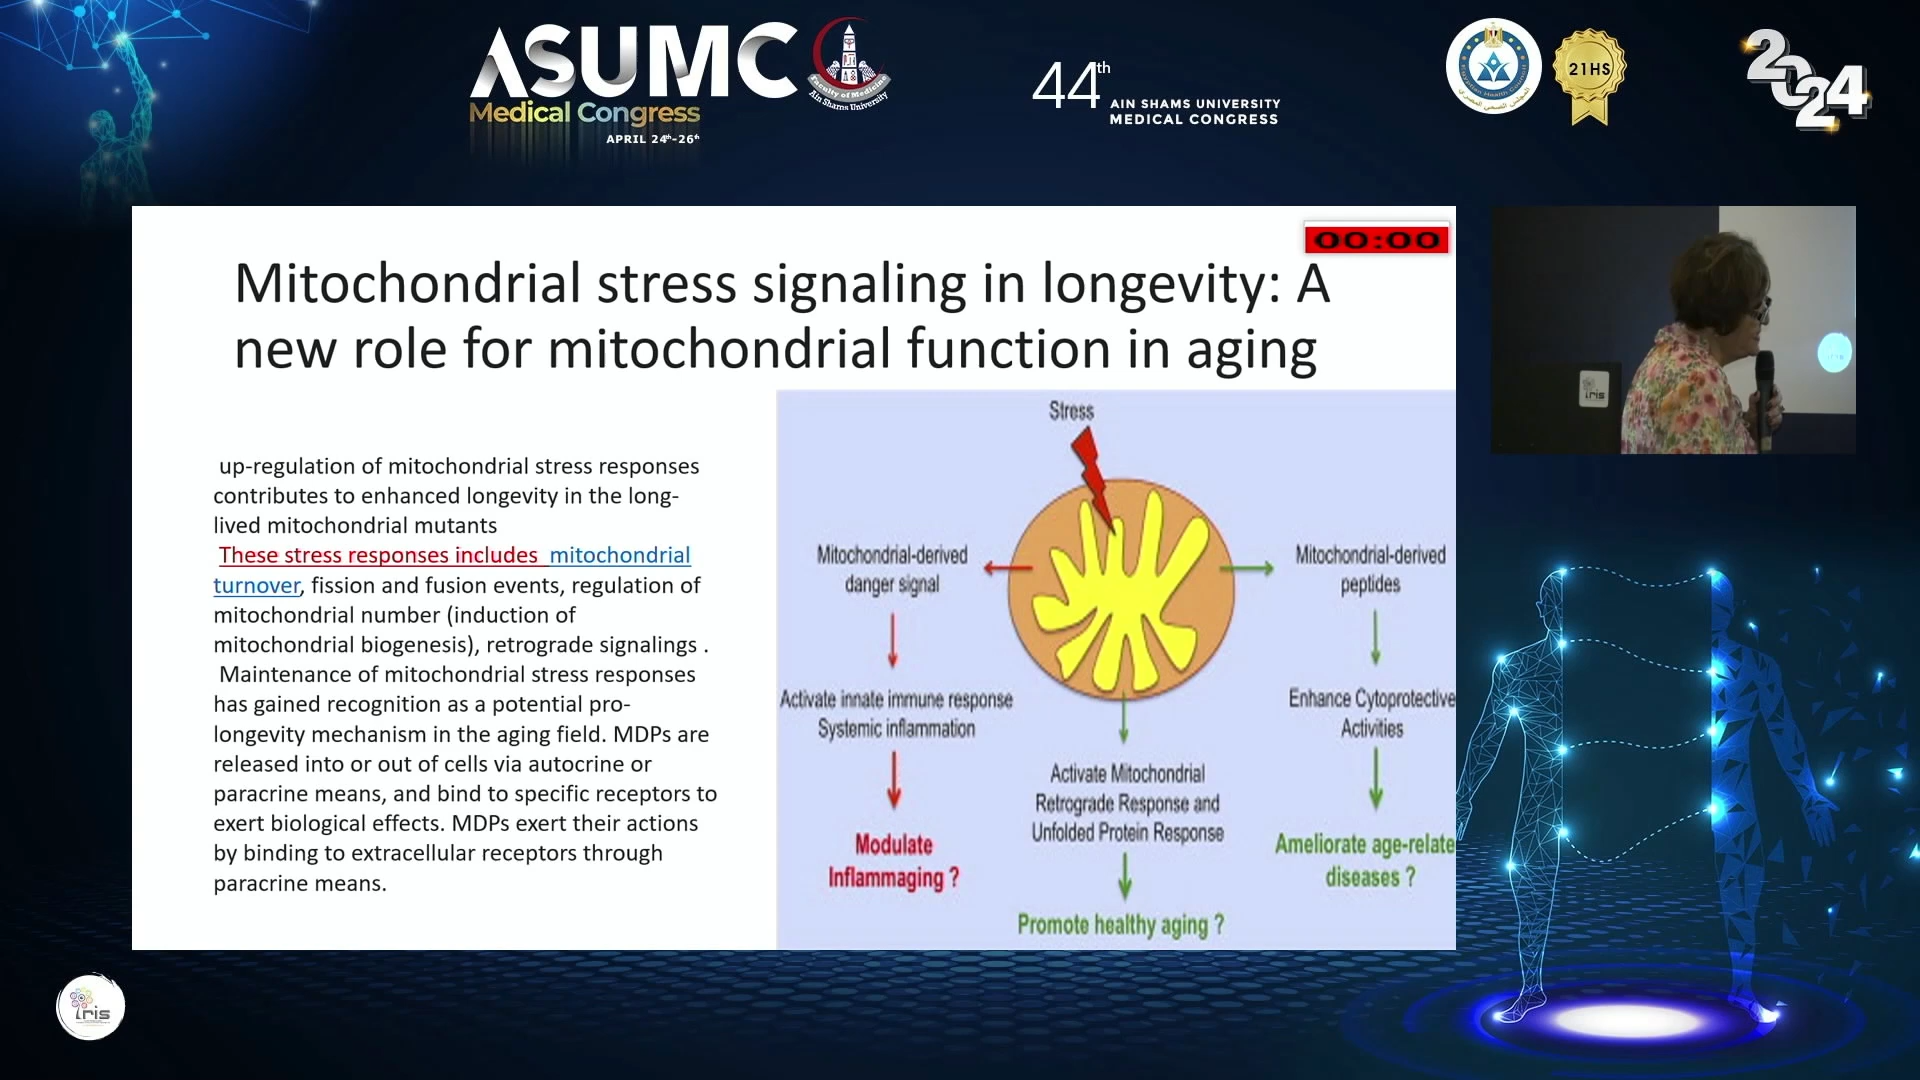 ASUMC
Medical Congress
APRIL 24th-26th
Faculty of Medicine
Ain Shams University
44th
AIN SHAMS UNIVERSITY
MEDICAL CONGRESS
21HS
2024
00:00
Mitochondrial stress signaling in longevity: A
new role for mitochondrial function in aging
up-regulation of mitochondrial stress responses
contributes to enhanced longevity in the long-
lived mitochondrial mutants
These stress responses includes mitochondrial
turnover, fission and fusion events, regulation of
mitochondrial number (induction of
mitochondrial biogenesis), retrograde signalings .
Maintenance of mitochondrial stress responses
has gained recognition as a potential pro-
longevity mechanism in the aging field. MDPs are
released into or out of cells via autocrine or
paracrine means, and bind to specific receptors to
exert biological effects. MDPs exert their actions
by binding to extracellular receptors through
paracrine means.
Stress
Mitochondrial-derived
danger signal
Activate innate immune response
Systemic inflammation
Modulate
Inflammaging ?
Activate Mitochondrial
Retrograde Response and
Unfolded Protein Response
Promote healthy aging ?
Mitochondrial-derived
peptides
Enhance Cytoprotective
Activities
Ameliorate age-relate
diseases ?
iris
iris